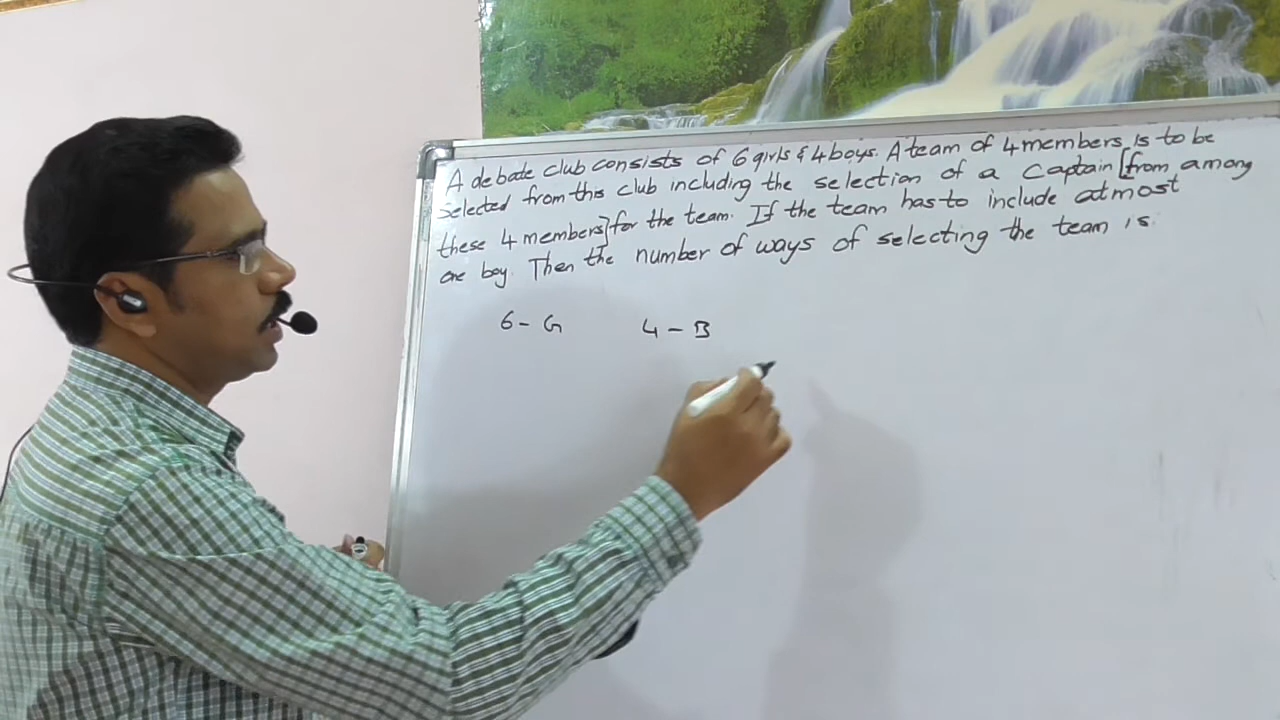 A debate club consists of 6 girls & 4 boys. A team of 4 members is to be
selected from this club including the selection of a Captain [from among
these 4 members] for the team. If the team has to include atmost
one boy. Then the number of ways of selecting the team is.
6 - G 4 - B